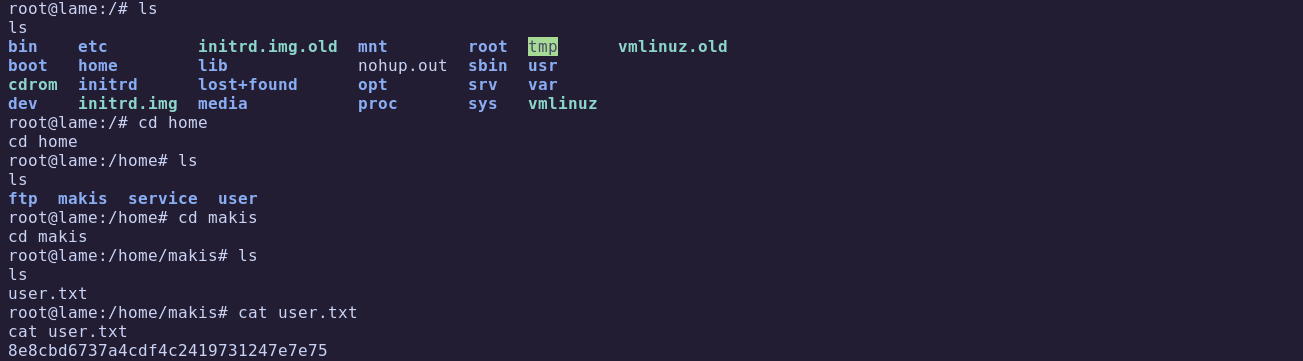 root@lame:/# ls
ls
bin    etc         initrd.img.old  mnt        root  tmp      vmlinuz.old
boot   home        lib             nohup.out  sbin  usr
cdrom  initrd      lost+found      opt        srv   var
dev    initrd.img  media           proc       sys   vmlinuz
root@lame:/# cd home
cd home
root@lame:/home# ls
ls
ftp  makis  service  user
root@lame:/home# cd makis
cd makis
root@lame:/home/makis# ls
ls
user.txt
root@lame:/home/makis# cat user.txt
cat user.txt
8e8cbd6737a4cdf4c2419731247e7e75